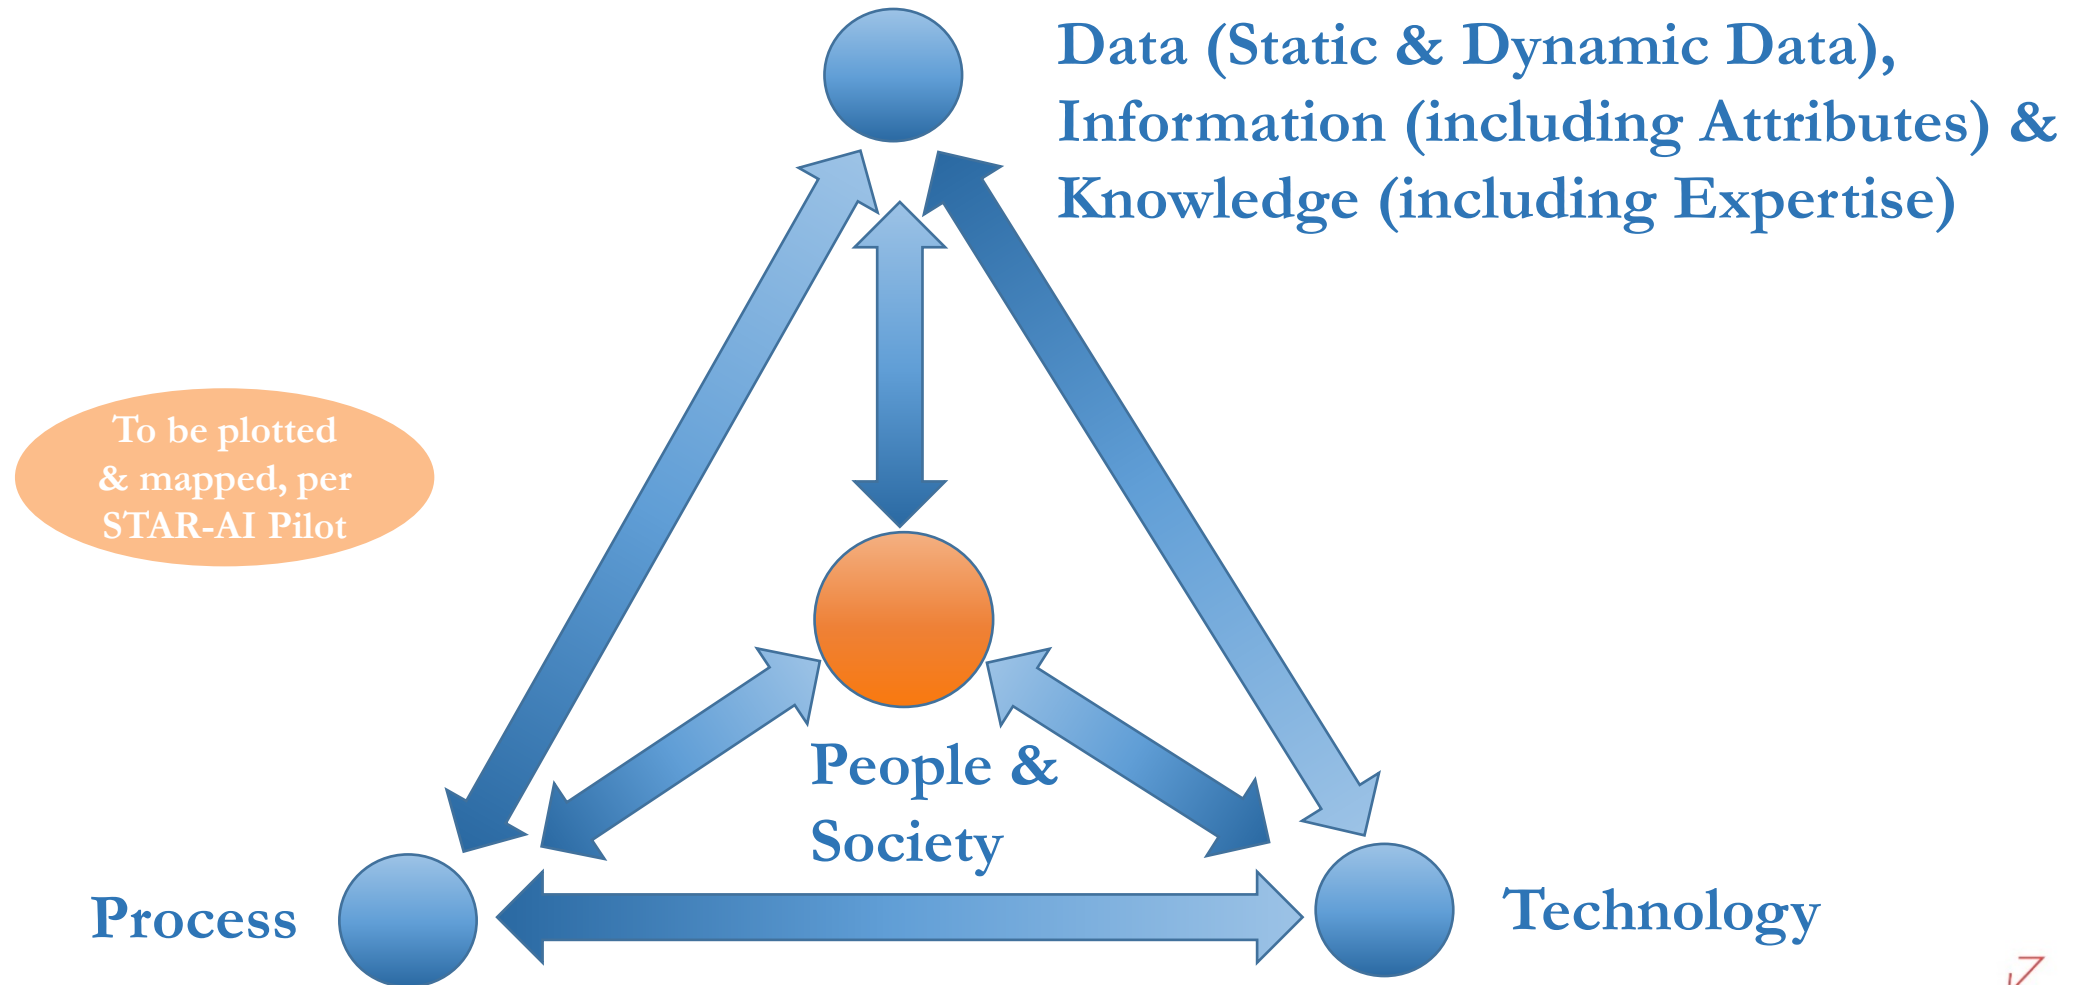 Data (Static & Dynamic Data),
Information (including Attributes) &
Knowledge (including Expertise)
To be plotted
& mapped, per
STAR-AI Pilot
People &
Society
Process
Technology